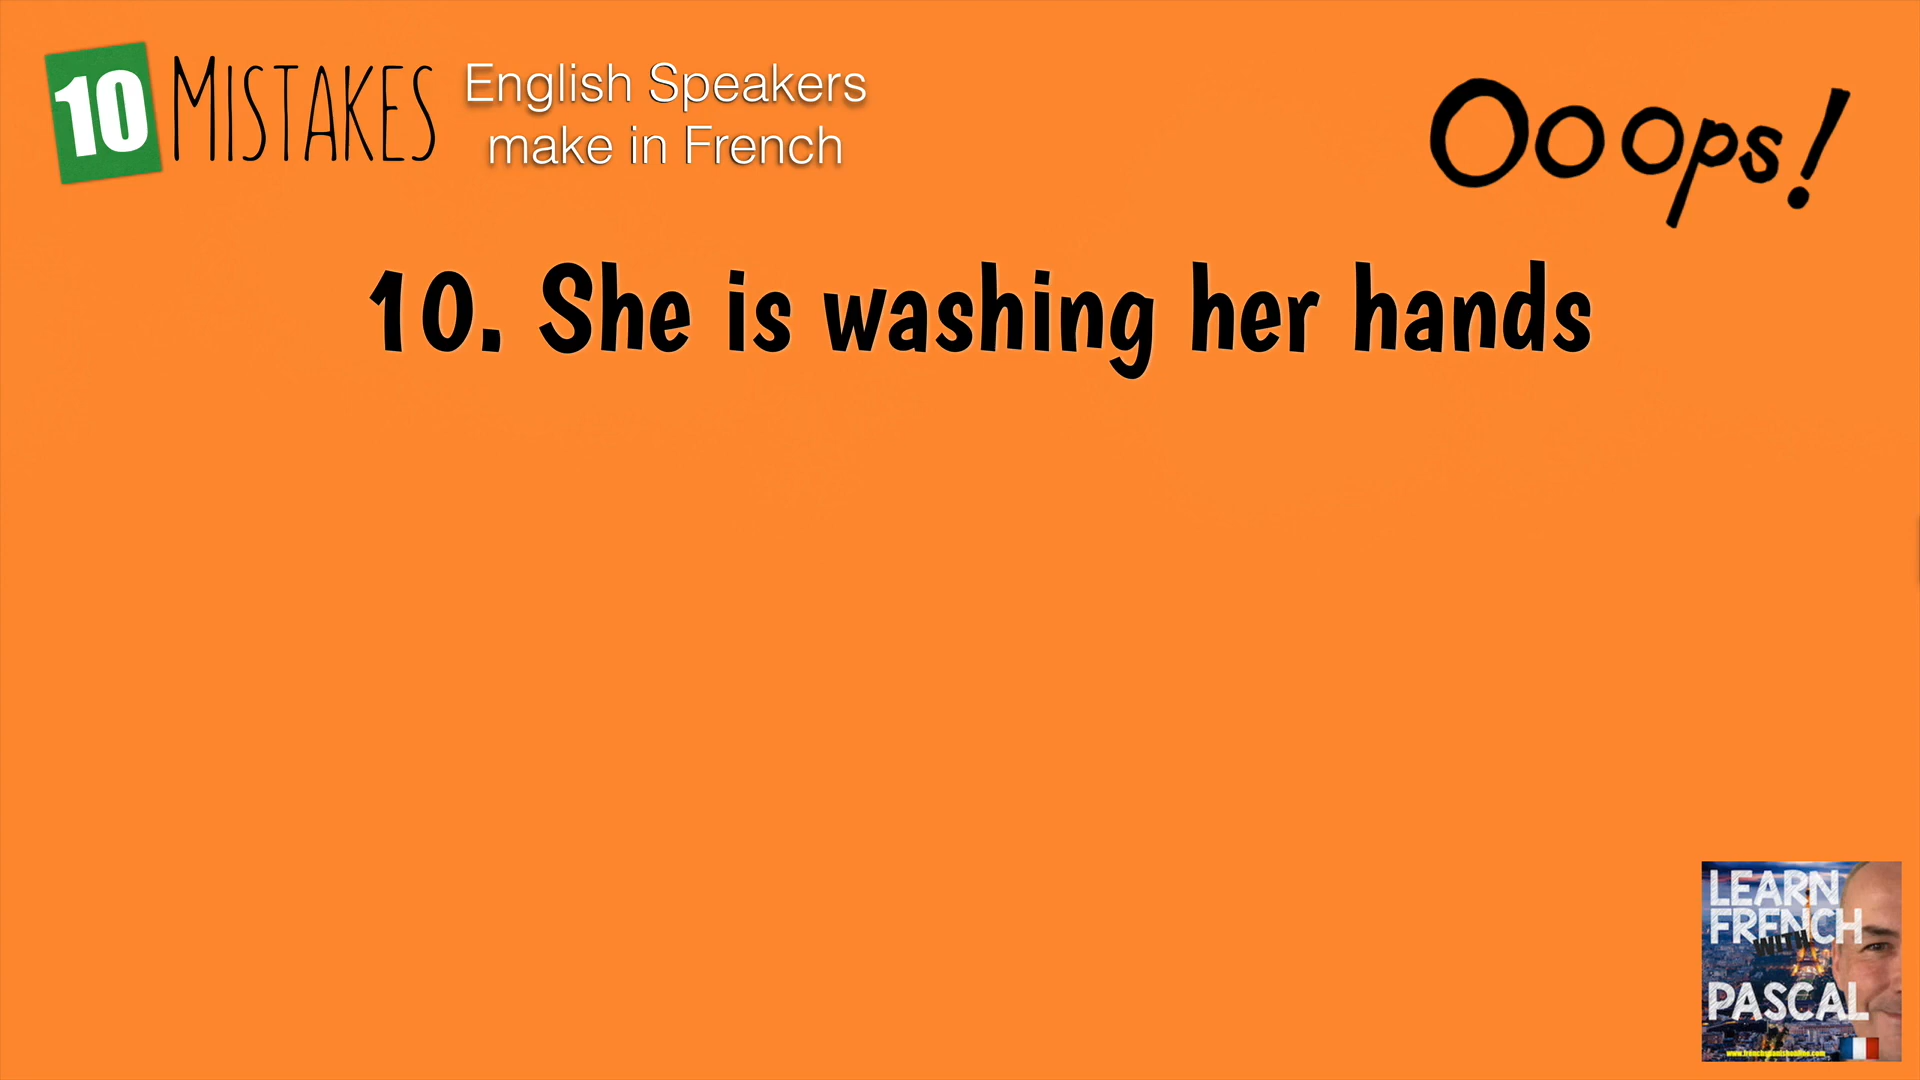 10 MISTAKES English Speakers
make in French
Ooops!
10. She is washing her hands
LEARN
FRENCH
WITH
PASCAL